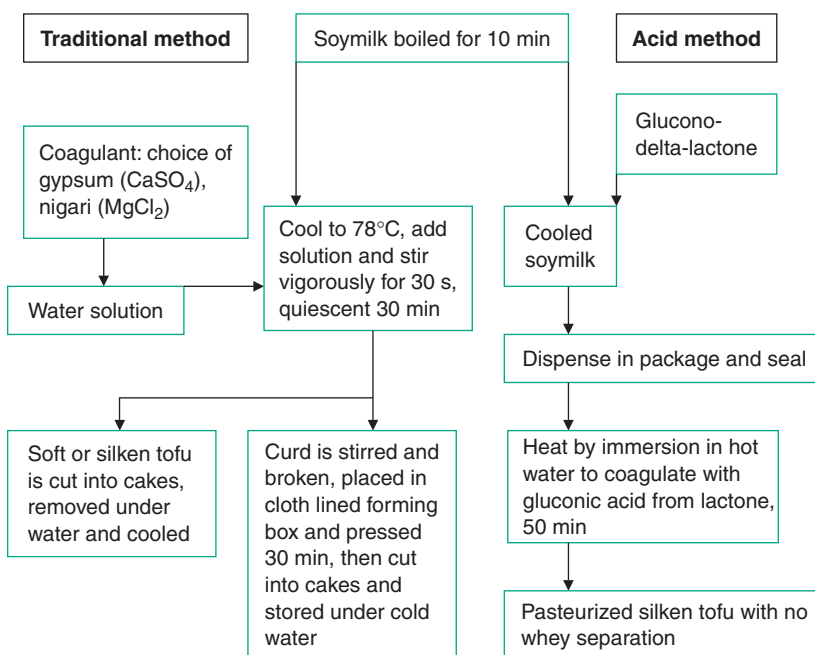 Traditional method
Soymilk boiled for 10 min
Acid method
Glucono-
delta-lactone
Coagulant: choice of
gypsum (CaSO₄),
nigari (MgCl₂)
Cool to 78°C, add
solution and stir
vigorously for 30 s,
quiescent 30 min
Cooled
soymilk
Water solution
Dispense in package and seal
Soft or silken tofu
is cut into cakes,
removed under
water and cooled
Curd is stirred and
broken, placed in
cloth lined forming
box and pressed
30 min, then cut
into cakes and
stored under cold
water
Heat by immersion in hot
water to coagulate with
gluconic acid from lactone,
50 min
Pasteurized silken tofu with no
whey separation